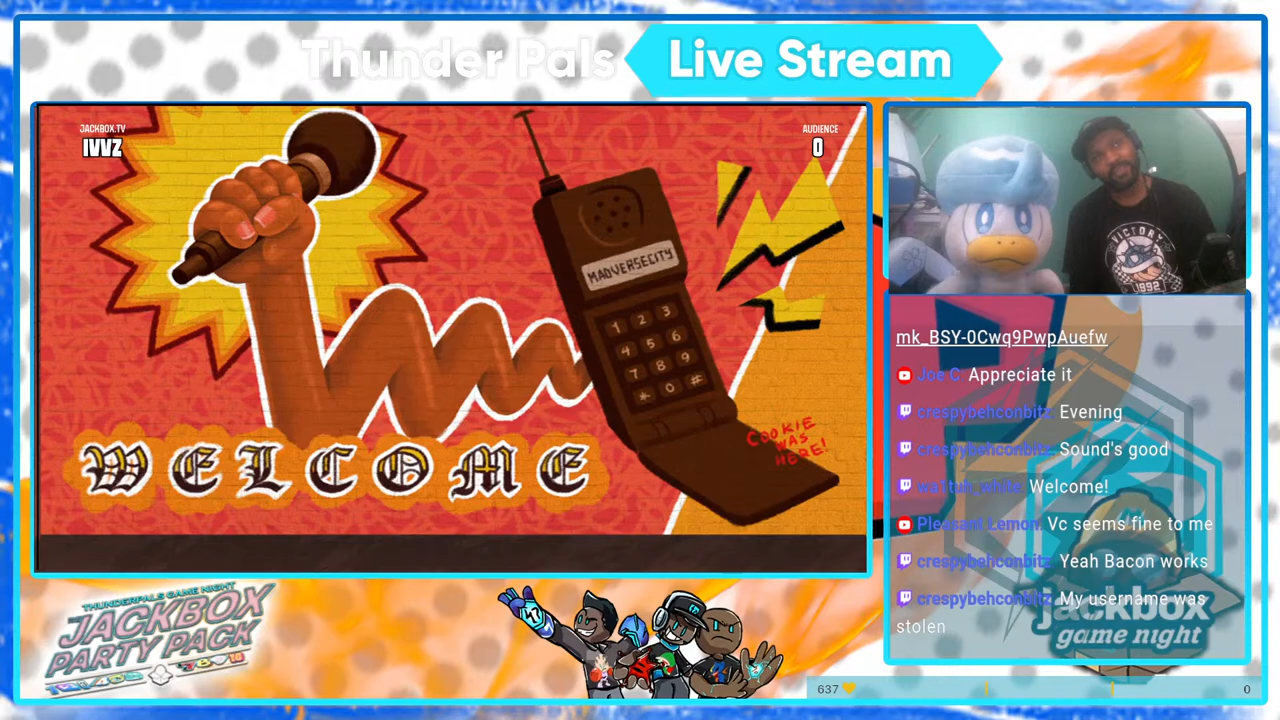 Thunder Pals Live Stream
JACKBOX.TV
IVVZ
AUDIENCE
0
MADVERSECITY
1 2 3
4 5 6
7 8 9
* 0 #
COOKIE
WAS
HERE!
WELCOME
VICTORY
1992
mk_BSY-0Cwq9PwpAuefw
Joe C: Appreciate it
crespybehconbitz: Evening
crespybehconbitz: Sound's good
wa1tuh_white: Welcome!
Pleasant Lemon: Vc seems fine to me
crespybehconbitz: Yeah Bacon works
crespybehconbitz: My username was
stolen
jackbox
game night
THUNDERPALS GAME NIGHT
JACKBOX
PARTY PACK
637
0